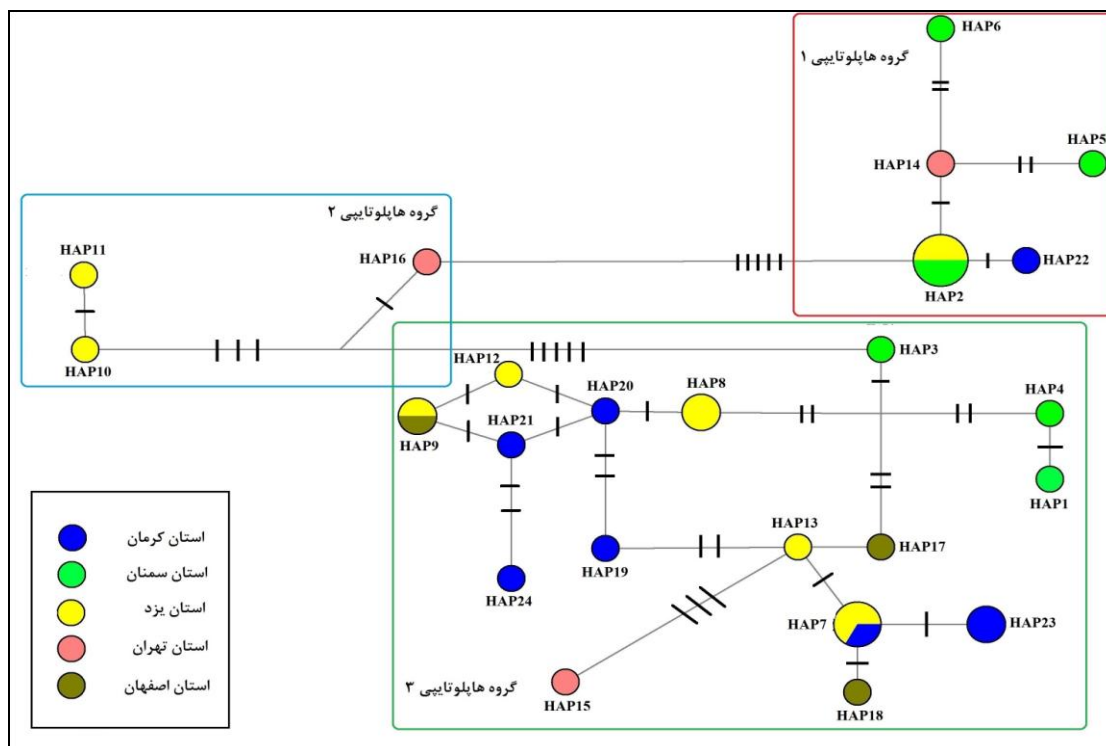 HAP6
گروه هاپلوتایپی ۱
HAP14
HAP5
HAP2
HAP22
گروه هاپلوتایپی ۲
HAP11
HAP16
HAP10
HAP12
HAP3
HAP20
HAP8
HAP4
HAP9
HAP21
HAP1
HAP13
HAP17
HAP19
HAP24
HAP7
HAP23
HAP15
HAP18
گروه هاپلوتایپی ۳
استان کرمان
استان سمنان
استان یزد
استان تهران
استان اصفهان